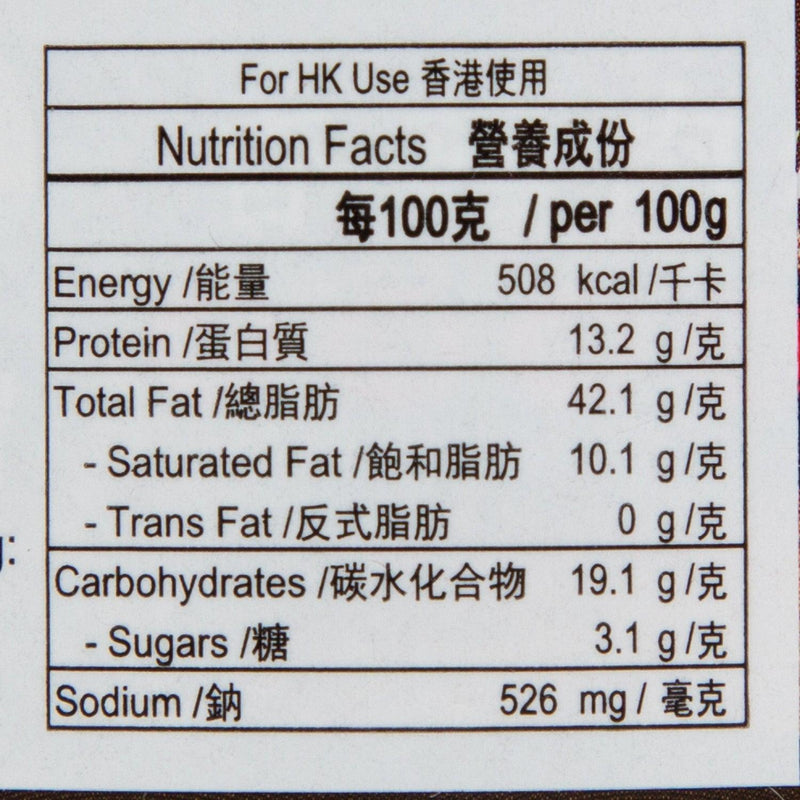 For HK Use 香港使用
Nutrition Facts 營養成份
每100克 / per 100g
Energy /能量 508 kcal /千卡
Protein /蛋白質 13.2 g /克
Total Fat /總脂肪 42.1 g /克
- Saturated Fat /飽和脂肪 10.1 g /克
- Trans Fat /反式脂肪 0 g /克
Carbohydrates /碳水化合物 19.1 g /克
- Sugars /糖 3.1 g /克
Sodium /鈉 526 mg / 毫克